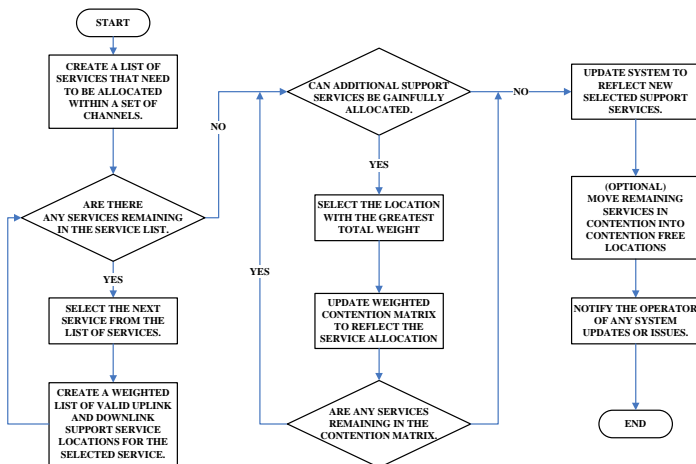 START
CREATE A LIST OF
SERVICES THAT NEED
TO BE ALLOCATED
WITHIN A SET OF
CHANNELS.
ARE THERE
ANY SERVICES REMAINING
IN THE SERVICE LIST.
NO
YES
SELECT THE NEXT
SERVICE FROM THE
LIST OF SERVICES.
CREATE A WEIGHTED
LIST OF VALID UPLINK
AND DOWNLINK
SUPPORT SERVICE
LOCATIONS FOR THE
SELECTED SERVICE.
CAN ADDITIONAL SUPPORT
SERVICES BE GAINFULLY
ALLOCATED.
NO
YES
SELECT THE LOCATION
WITH THE GREATEST
TOTAL WEIGHT
YES
UPDATE WEIGHTED
CONTENTION MATRIX
TO REFLECT THE
SERVICE ALLOCATION
ARE ANY SERVICES
REMAINING IN THE
CONTENTION MATRIX.
UPDATE SYSTEM TO
REFLECT NEW
SELECTED SUPPORT
SERVICES.
(OPTIONAL)
MOVE REMAINING
SERVICES IN
CONTENTION INTO
CONTENTION FREE
LOCATIONS
NOTIFY THE OPERATOR
OF ANY SYSTEM
UPDATES OR ISSUES.
END